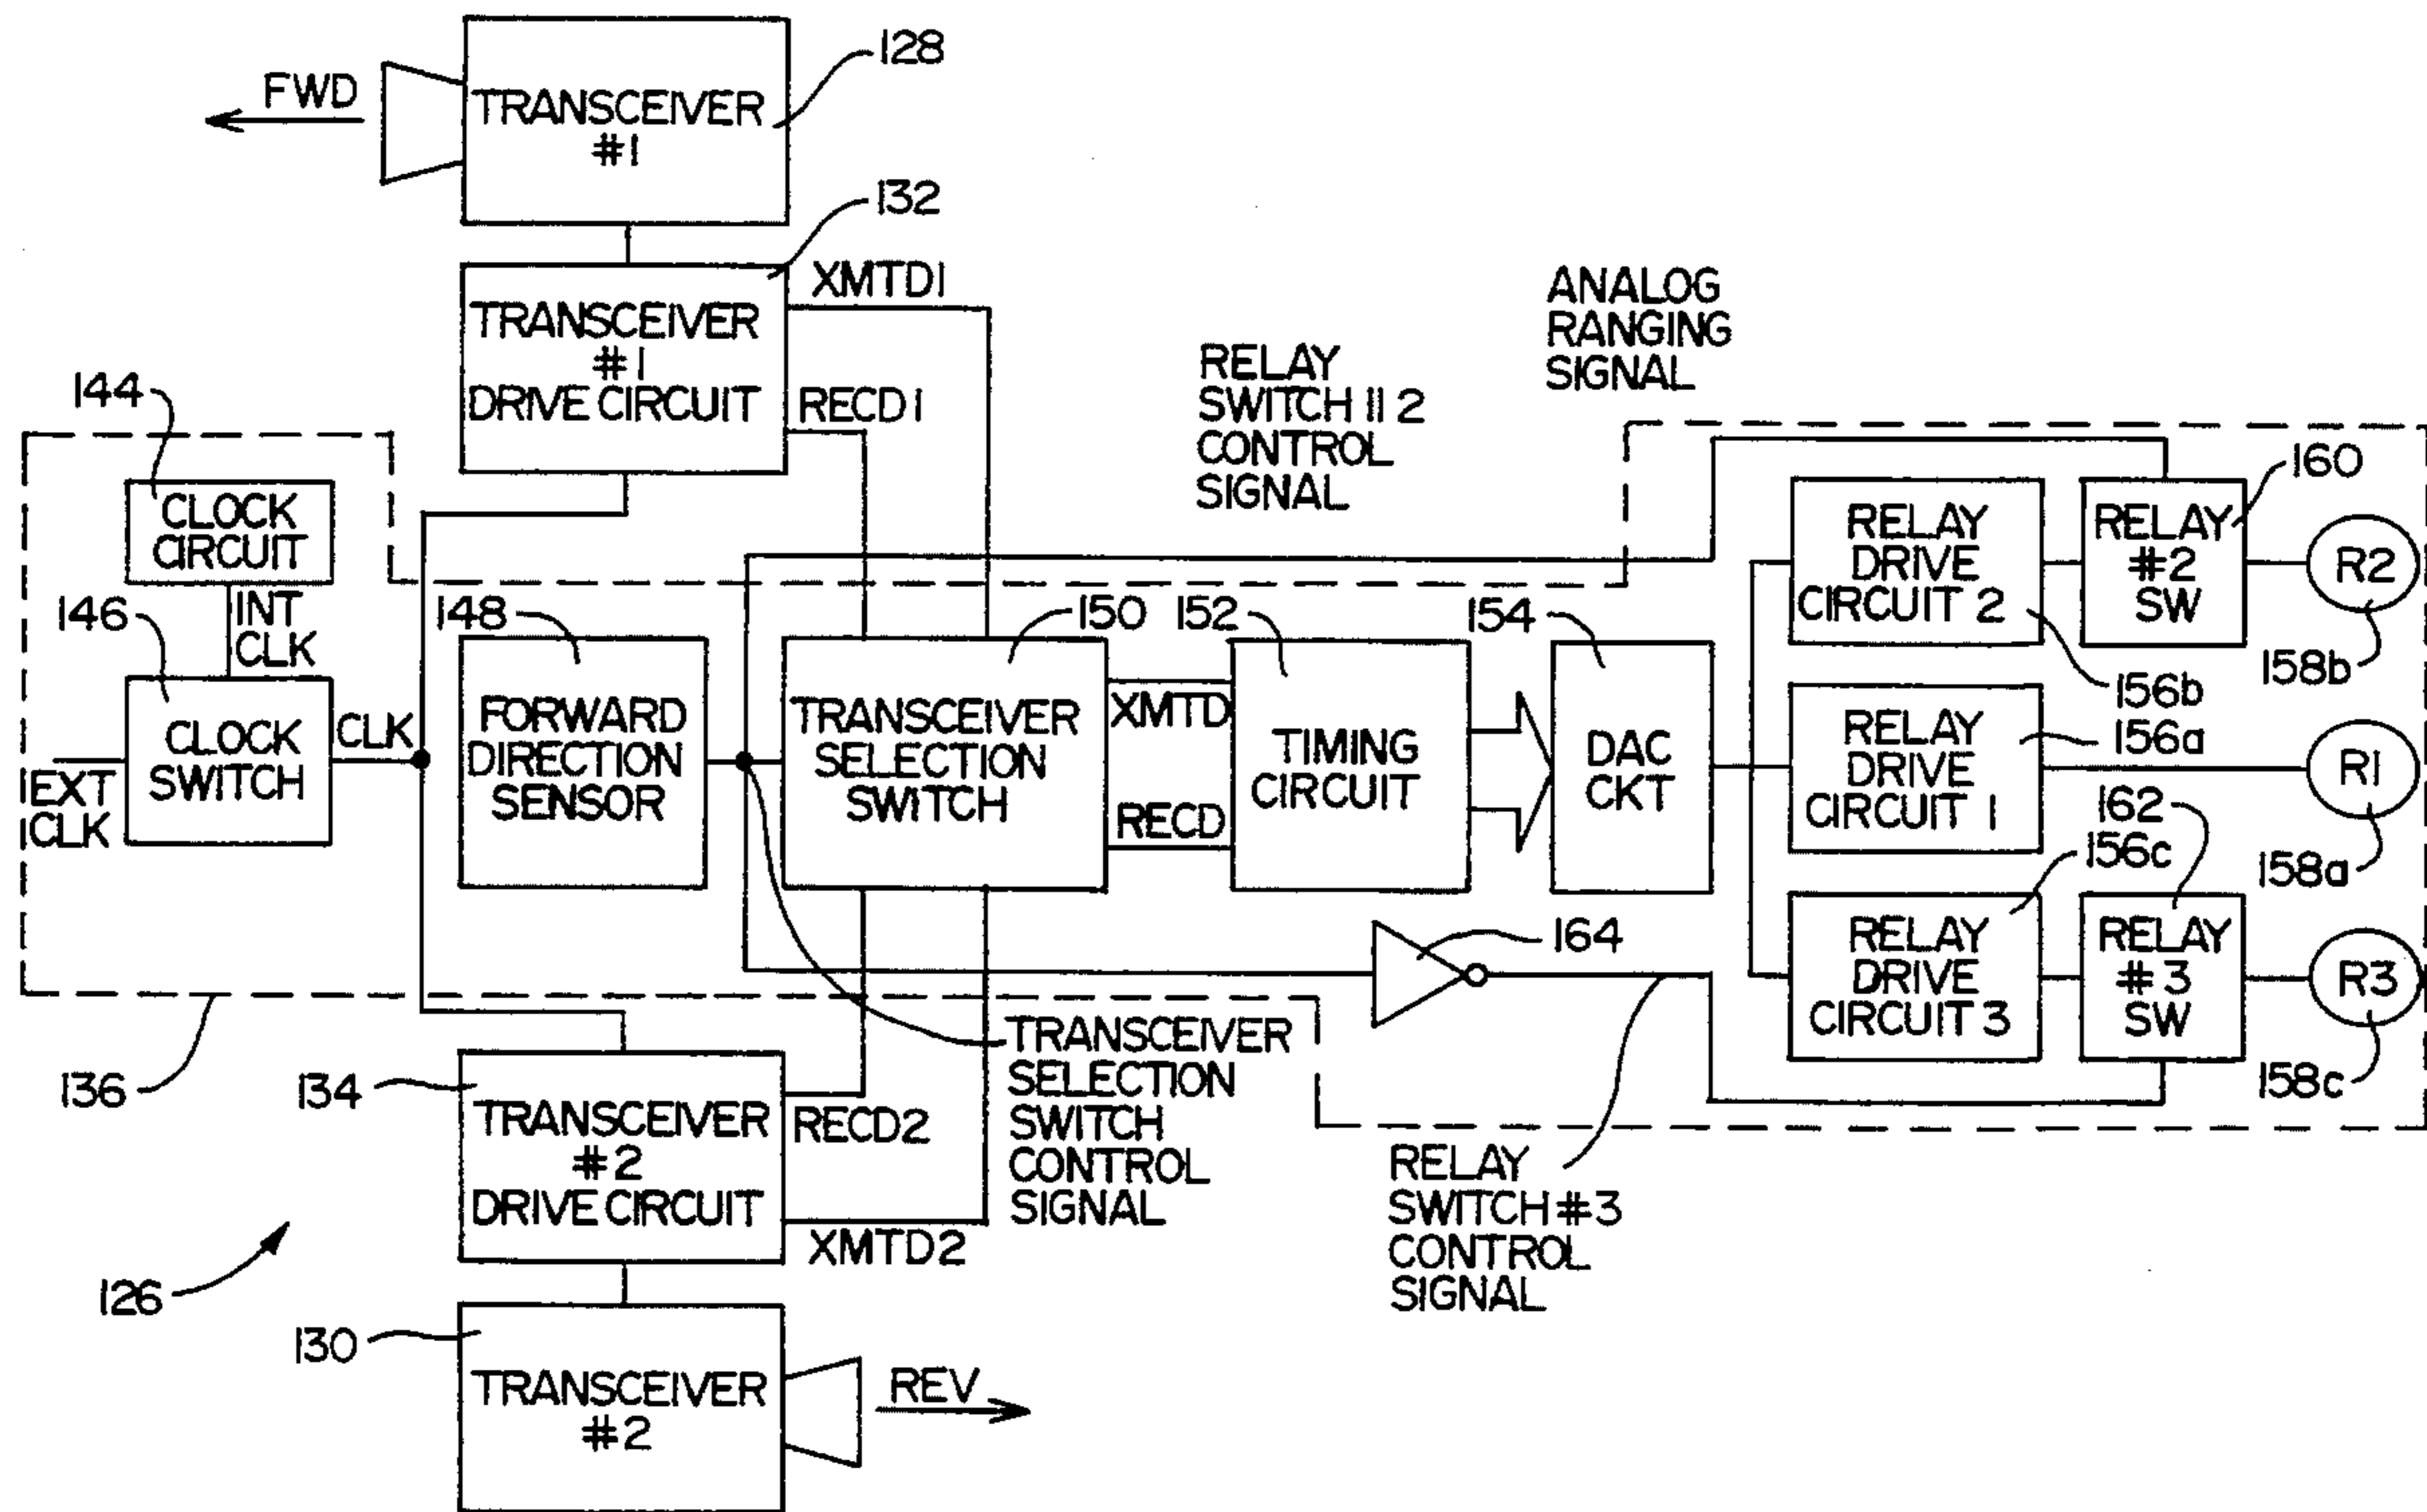 FWD
TRANSCEIVER
#1
128
132
TRANSCEIVER
#1
DRIVE CIRCUIT
XMTD1
RECD1
RELAY
SWITCH || 2
CONTROL
SIGNAL
ANALOG
RANGING
SIGNAL
144
CLOCK
CIRCUIT
INT
CLK
146
CLOCK
SWITCH
CLK
EXT
CLK
148
FORWARD
DIRECTION
SENSOR
150
TRANSCEIVER
SELECTION
SWITCH
XMTD
RECD
152
TIMING
CIRCUIT
154
DAC
CKT
RELAY
DRIVE
CIRCUIT 2
156b
RELAY
#2
SW
160
R2
158b
RELAY
DRIVE
CIRCUIT 1
156a
R1
158a
162
156c
RELAY
DRIVE
CIRCUIT 3
RELAY
#3
SW
R3
158c
164
136
134
TRANSCEIVER
#2
DRIVE CIRCUIT
RECD2
XMTD2
TRANSCEIVER
SELECTION
SWITCH
CONTROL
SIGNAL
RELAY
SWITCH #3
CONTROL
SIGNAL
126
130
TRANSCEIVER
#2
REV